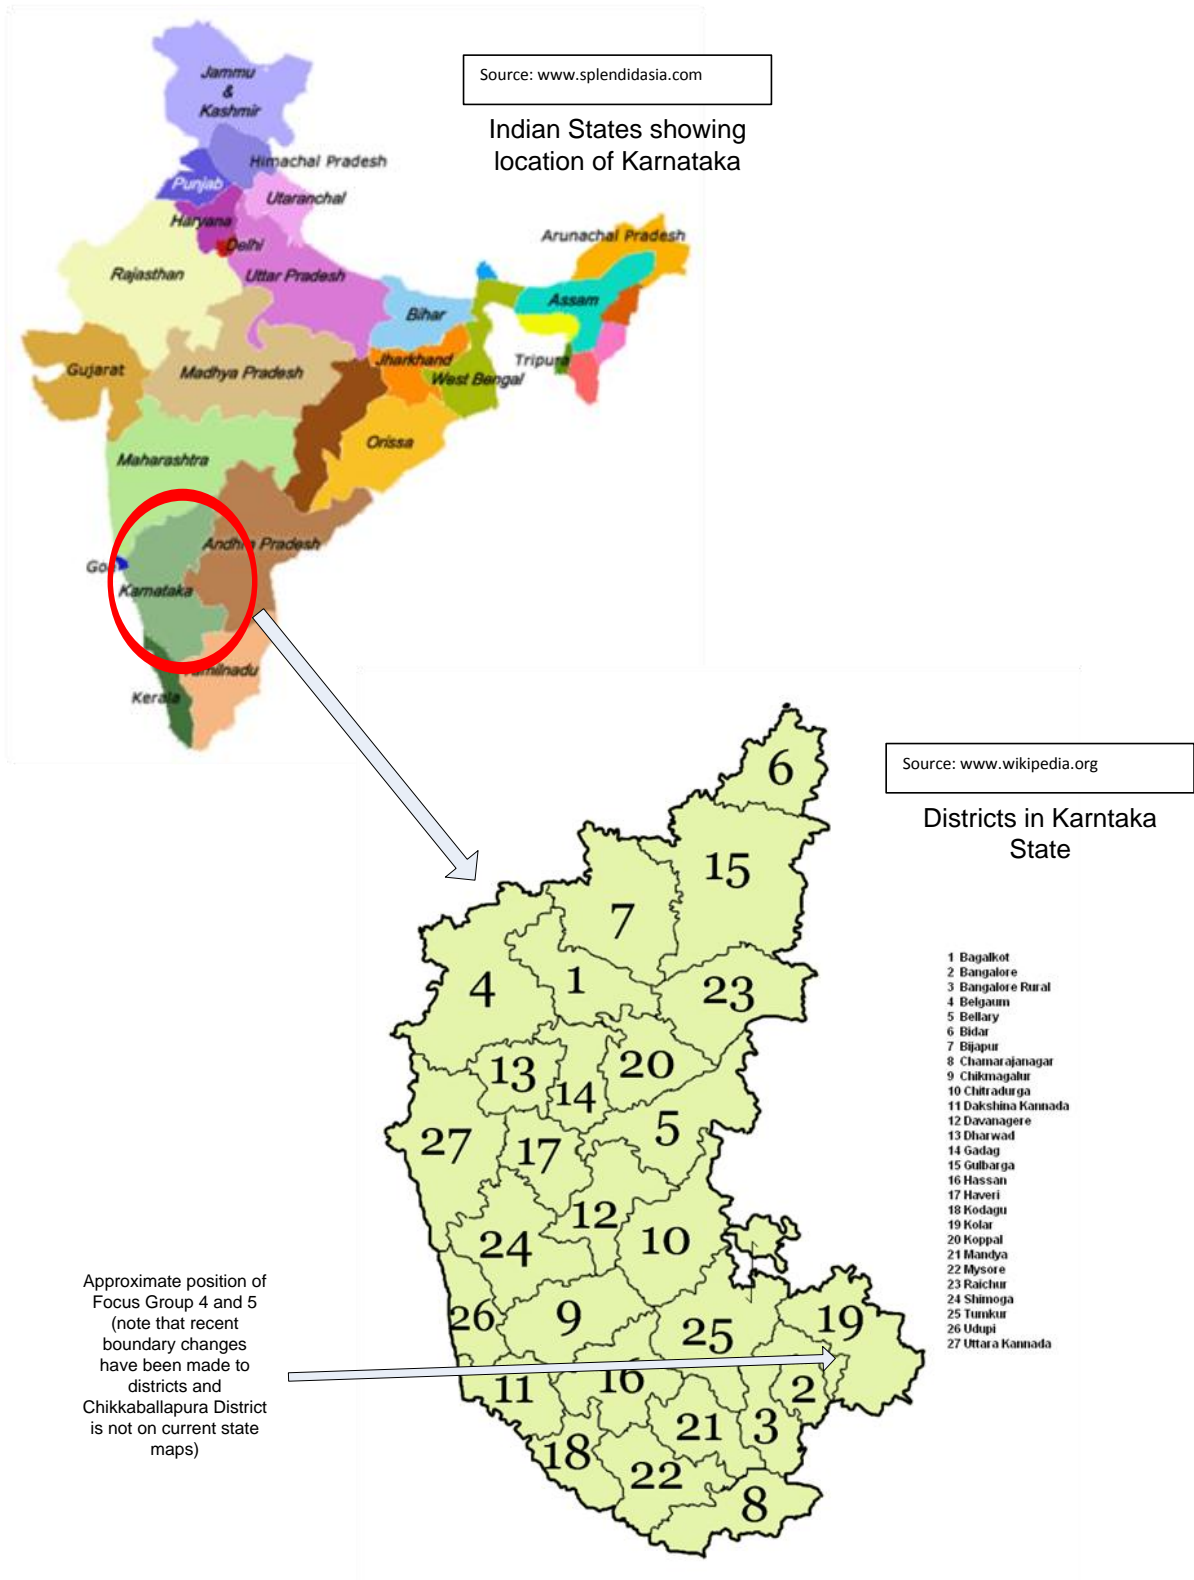 Source: www.splendidasia.com
Indian States showing
location of Karnataka
Jammu
&
Kashmir
Himachal Pradesh
Punjab
Utaranchal
Haryana
Delhi
Arunachal Pradesh
Rajasthan
Uttar Pradesh
Assam
Bihar
Gujarat
Madhya Pradesh
Jharkhand
Tripura
West Bengal
Orissa
Maharashtra
Andhra Pradesh
Goa
Karnataka
Tamilnadu
Kerala
Source: www.wikipedia.org
Districts in Karntaka
State
6
15
7
4
1
23
13
20
14
5
27
17
12
24
10
26
9
25
19
11
16
2
21
3
18
22
8
1 Bagalkot
2 Bangalore
3 Bangalore Rural
4 Belgaum
5 Bellary
6 Bidar
7 Bijapur
8 Chamarajanagar
9 Chikmagalur
10 Chitradurga
11 Dakshina Kannada
12 Davanagere
13 Dharwad
14 Gadag
15 Gulbarga
16 Hassan
17 Haveri
18 Kodagu
19 Kolar
20 Koppal
21 Mandya
22 Mysore
23 Raichur
24 Shimoga
25 Tumkur
26 Udupi
27 Uttara Kannada
Approximate position of
Focus Group 4 and 5
(note that recent
boundary changes
have been made to
districts and
Chikkaballapura District
is not on current state
maps)